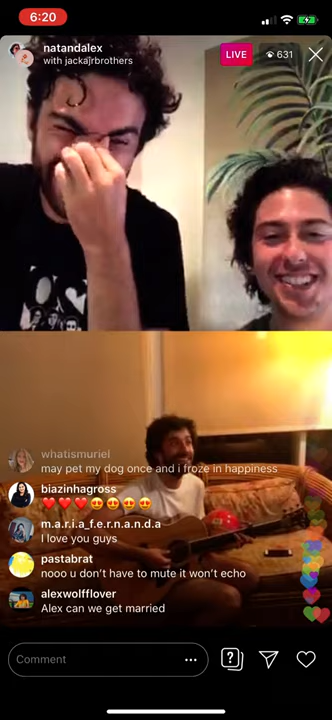 6:20
natandalex
with jackajrbrothers
LIVE
631
whatismuriel
may pet my dog once and i froze in happiness
biazinhagross
m.a.r.i.a_f.e.r.n.a.n.d.a
I love you guys
pastabrat
nooo u don't have to mute it won't echo
alexwolfflover
Alex can we get married
Comment